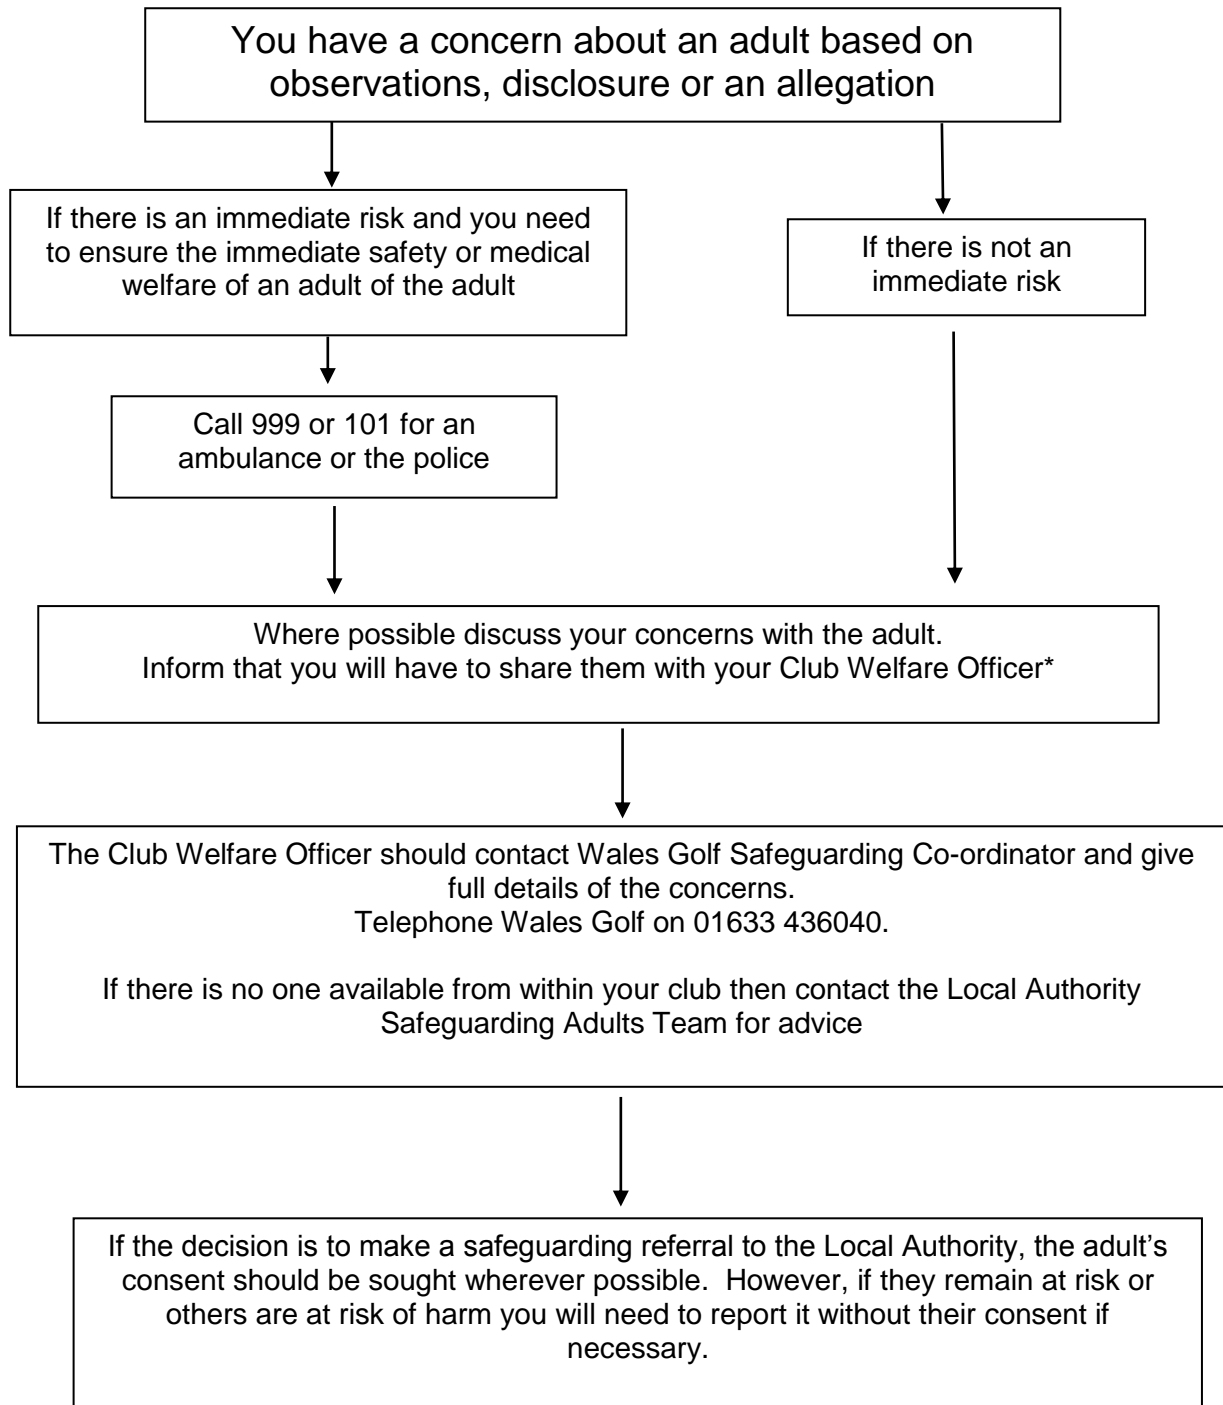 You have a concern about an adult based on
observations, disclosure or an allegation
If there is an immediate risk and you need
to ensure the immediate safety or medical
welfare of an adult of the adult
If there is not an
immediate risk
Call 999 or 101 for an
ambulance or the police
Where possible discuss your concerns with the adult.
Inform that you will have to share them with your Club Welfare Officer*
The Club Welfare Officer should contact Wales Golf Safeguarding Co-ordinator and give
full details of the concerns.
Telephone Wales Golf on 01633 436040.
If there is no one available from within your club then contact the Local Authority
Safeguarding Adults Team for advice
If the decision is to make a safeguarding referral to the Local Authority, the adult’s
consent should be sought wherever possible.  However, if they remain at risk or
others are at risk of harm you will need to report it without their consent if
necessary.